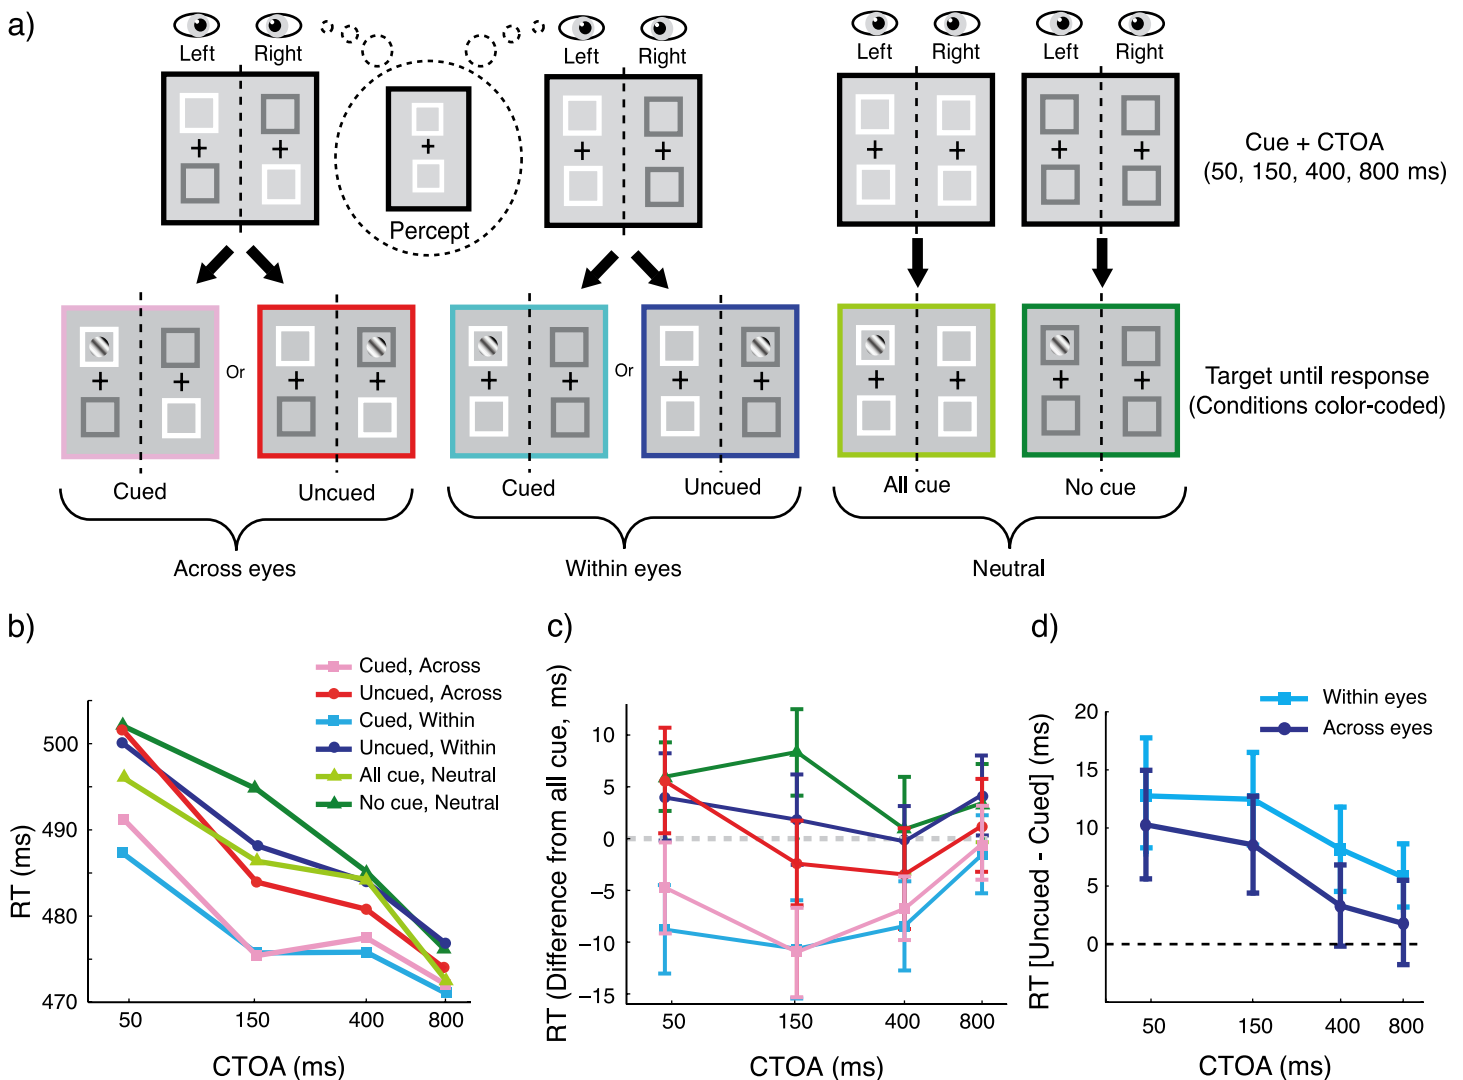 a)
Left Right
Left Right
Left Right
Left Right
+ +
+
+ +
+ +
+ +
Percept
Cue + CTOA
(50, 150, 400, 800 ms)
+ +
Or
+ +
+ +
Or
+ +
+ +
+ +
Target until response
(Conditions color-coded)
Cued
Uncued
Cued
Uncued
All cue
No cue
Across eyes
Within eyes
Neutral
b)
RT (ms)
500
490
480
470
50 150 400 800
CTOA (ms)
Cued, Across
Uncued, Across
Cued, Within
Uncued, Within
All cue, Neutral
No cue, Neutral
c)
RT (Difference from all cue, ms)
10
5
0
−5
−10
−15
50 150 400 800
CTOA (ms)
d)
RT [Uncued - Cued] (ms)
20
15
10
5
0
50 150 400 800
CTOA (ms)
Within eyes
Across eyes